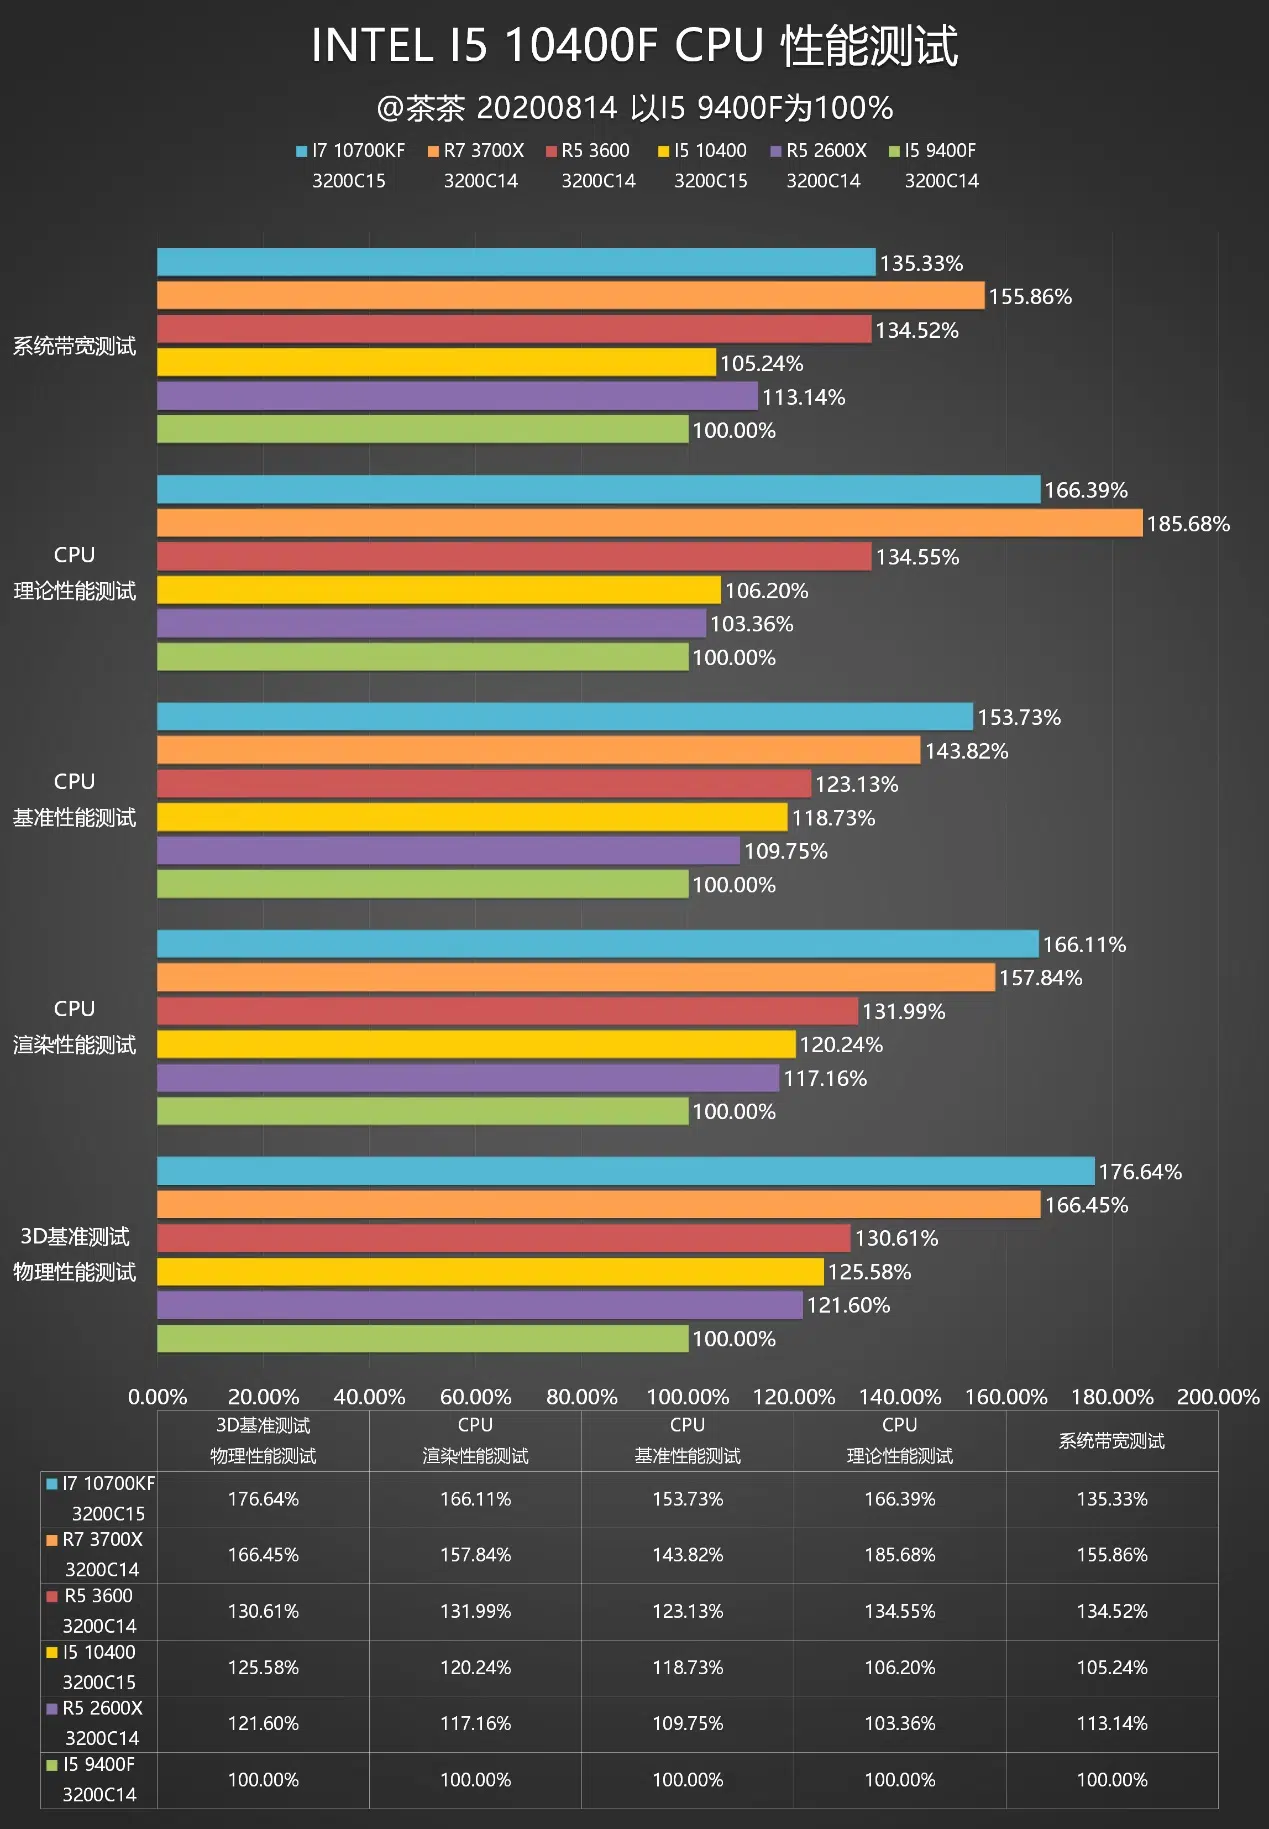 INTEL I5 10400F CPU 性能测试
@茶茶 20200814 以I5 9400F为100%
I7 10700KF R7 3700X R5 3600 I5 10400 R5 2600X I5 9400F
3200C15 3200C14 3200C14 3200C15 3200C14 3200C14
系统带宽测试
135.33%
155.86%
134.52%
105.24%
113.14%
100.00%
CPU
理论性能测试
166.39%
185.68%
134.55%
106.20%
103.36%
100.00%
CPU
基准性能测试
153.73%
143.82%
123.13%
118.73%
109.75%
100.00%
CPU
渲染性能测试
166.11%
157.84%
131.99%
120.24%
117.16%
100.00%
3D基准测试
物理性能测试
176.64%
166.45%
130.61%
125.58%
121.60%
100.00%
0.00% 20.00% 40.00% 60.00% 80.00% 100.00% 120.00% 140.00% 160.00% 180.00% 200.00%
3D基准测试 CPU CPU CPU 系统带宽测试
物理性能测试 渲染性能测试 基准性能测试 理论性能测试
I7 10700KF
3200C15 176.64% 166.11% 153.73% 166.39% 135.33%
R7 3700X
3200C14 166.45% 157.84% 143.82% 185.68% 155.86%
R5 3600
3200C14 130.61% 131.99% 123.13% 134.55% 134.52%
I5 10400
3200C15 125.58% 120.24% 118.73% 106.20% 105.24%
R5 2600X
3200C14 121.60% 117.16% 109.75% 103.36% 113.14%
I5 9400F
3200C14 100.00% 100.00% 100.00% 100.00% 100.00%